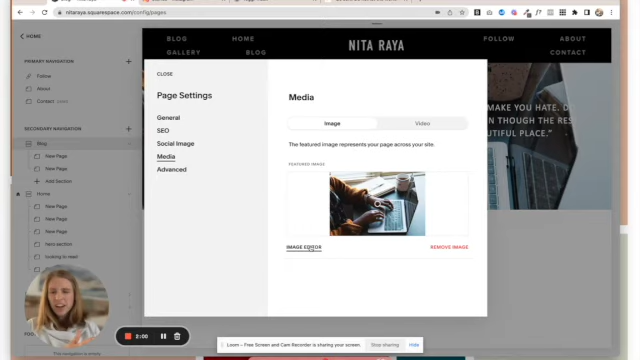 nitaraya.squarespace.com/config/pages
HOME
PRIMARY NAVIGATION
Follow
About
Contact
SECONDARY NAVIGATION
Blog
New Page
New Page
Add Section
Home
New Page
New Page
New Page
hero section
looking to read
BLOG
HOME
GALLERY
BLOG
NITA RAYA
FOLLOW
ABOUT
CONTACT
MAKE YOU HATE. D
EN THOUGH THE RES
UTIFUL PLACE."
CLOSE
Page Settings
General
SEO
Social Image
Media
Advanced
Media
Image
Video
The featured image represents your page across your site.
FEATURED IMAGE
IMAGE EDITOR
REMOVE IMAGE
2:00
Loom – Free Screen and Cam Recorder is sharing your screen.
Stop sharing
Hide